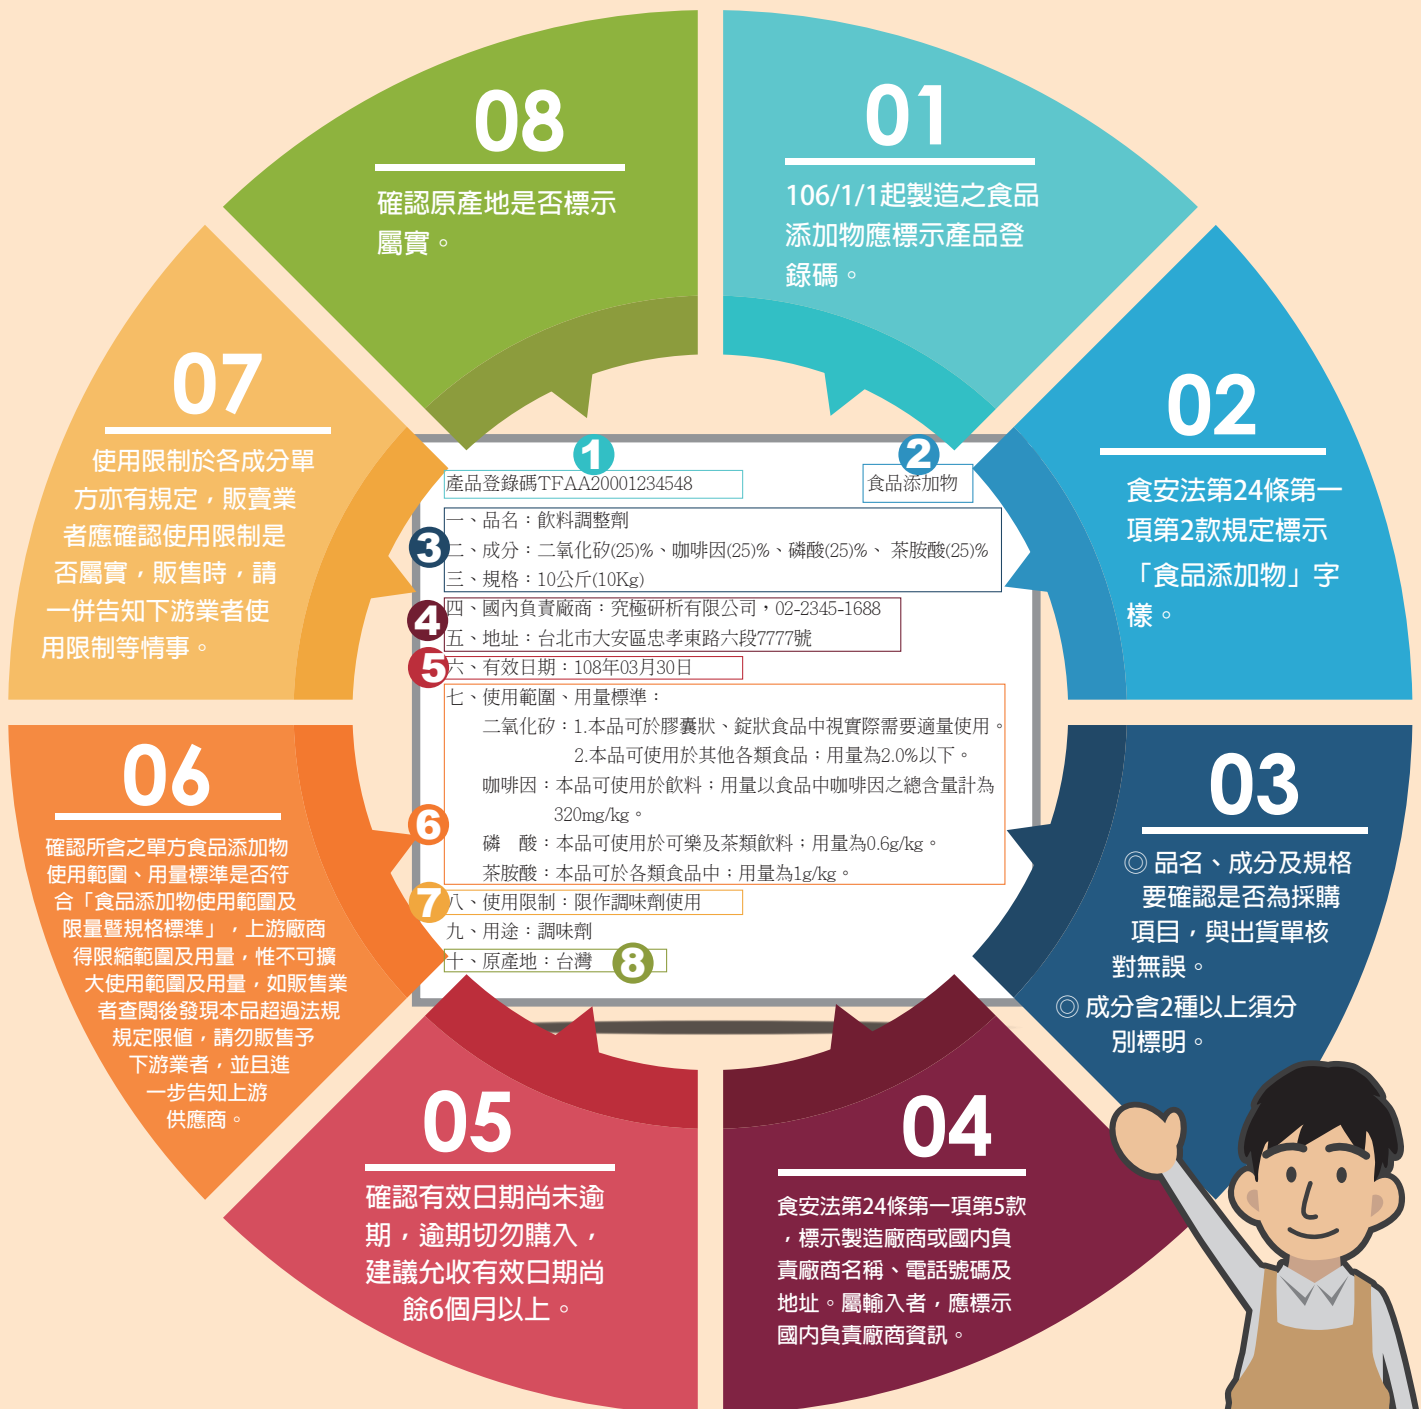 08
確認原產地是否標示
屬實。
01
106/1/1起製造之食品
添加物應標示產品登
錄碼。
07
使用限制於各成分單
方亦有規定，販賣業
者應確認使用限制是
否屬實，販售時，請
一併告知下游業者使
用限制等情事。
02
食安法第24條第一
項第2款規定標示
「食品添加物」字
樣。
1
2
產品登錄碼TFAA20001234548
食品添加物
3
一、品名：飲料調整劑
二、成分：二氧化矽(25)%、咖啡因(25)%、磷酸(25)%、 茶胺酸(25)%
三、規格：10公斤(10Kg)
4
四、國內負責廠商：究極研析有限公司，02-2345-1688
五、地址：台北市大安區忠孝東路六段7777號
5
六、有效日期：108年03月30日
七、使用範圍、用量標準：
二氧化矽：1.本品可於膠囊狀、錠狀食品中視實際需要適量使用。
2.本品可使用於其他各類食品；用量為2.0%以下。
咖啡因：本品可使用於飲料；用量以食品中咖啡因之總含量計為
320mg/kg。
6
磷　酸：本品可使用於可樂及茶類飲料；用量為0.6g/kg。
茶胺酸：本品可於各類食品中；用量為1g/kg。
7
八、使用限制：限作調味劑使用
九、用途：調味劑
十、原產地：台灣
8
06
確認所含之單方食品添加物
使用範圍、用量標準是否符
合「食品添加物使用範圍及
限量暨規格標準」，上游廠商
得限縮範圍及用量，惟不可擴
大使用範圍及用量，如販售業
者查閱後發現本品超過法規
規定限值，請勿販售予
下游業者，並且進
一步告知上游
供應商。
03
◎ 品名、成分及規格
要確認是否為採購
項目，與出貨單核
對無誤。
◎ 成分含2種以上須分
別標明。
05
確認有效日期尚未逾
期，逾期切勿購入，
建議允收有效日期尚
餘6個月以上。
04
食安法第24條第一項第5款
，標示製造廠商或國內負
責廠商名稱、電話號碼及
地址。屬輸入者，應標示
國內負責廠商資訊。